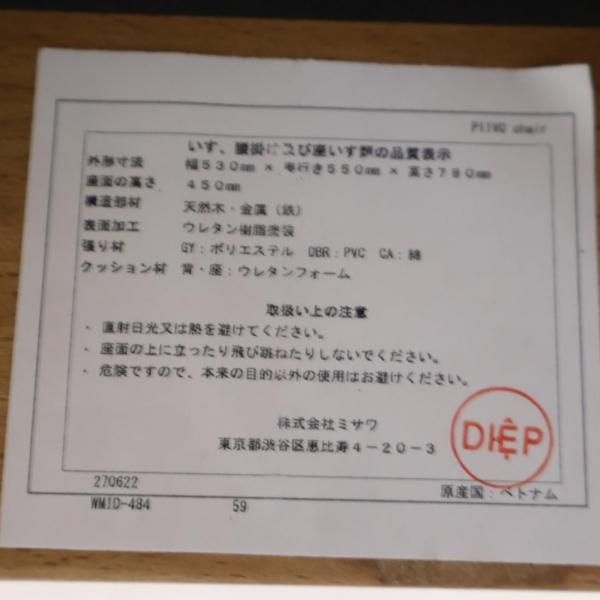 PIIVO chair
いす、腰掛け及び座いす類の品質表示
外形寸法 幅530mm × 奥行き550mm × 高さ780mm
座面の高さ 450mm
構造部材 天然木・金属（鉄）
表面加工 ウレタン樹脂塗装
張り材 GY：ポリエステル DBR：PVC CA：綿
クッション材 背・座：ウレタンフォーム
取扱い上の注意
・ 直射日光又は熱を避けてください。
・ 座面の上に立ったり飛び跳ねたりしないでください。
・ 危険ですので、本来の目的以外の使用はお避けください。
株式会社ミサワ
東京都渋谷区恵比寿4－20－3
DIỆP
270622
原産国：ベトナム
WMID-484 59